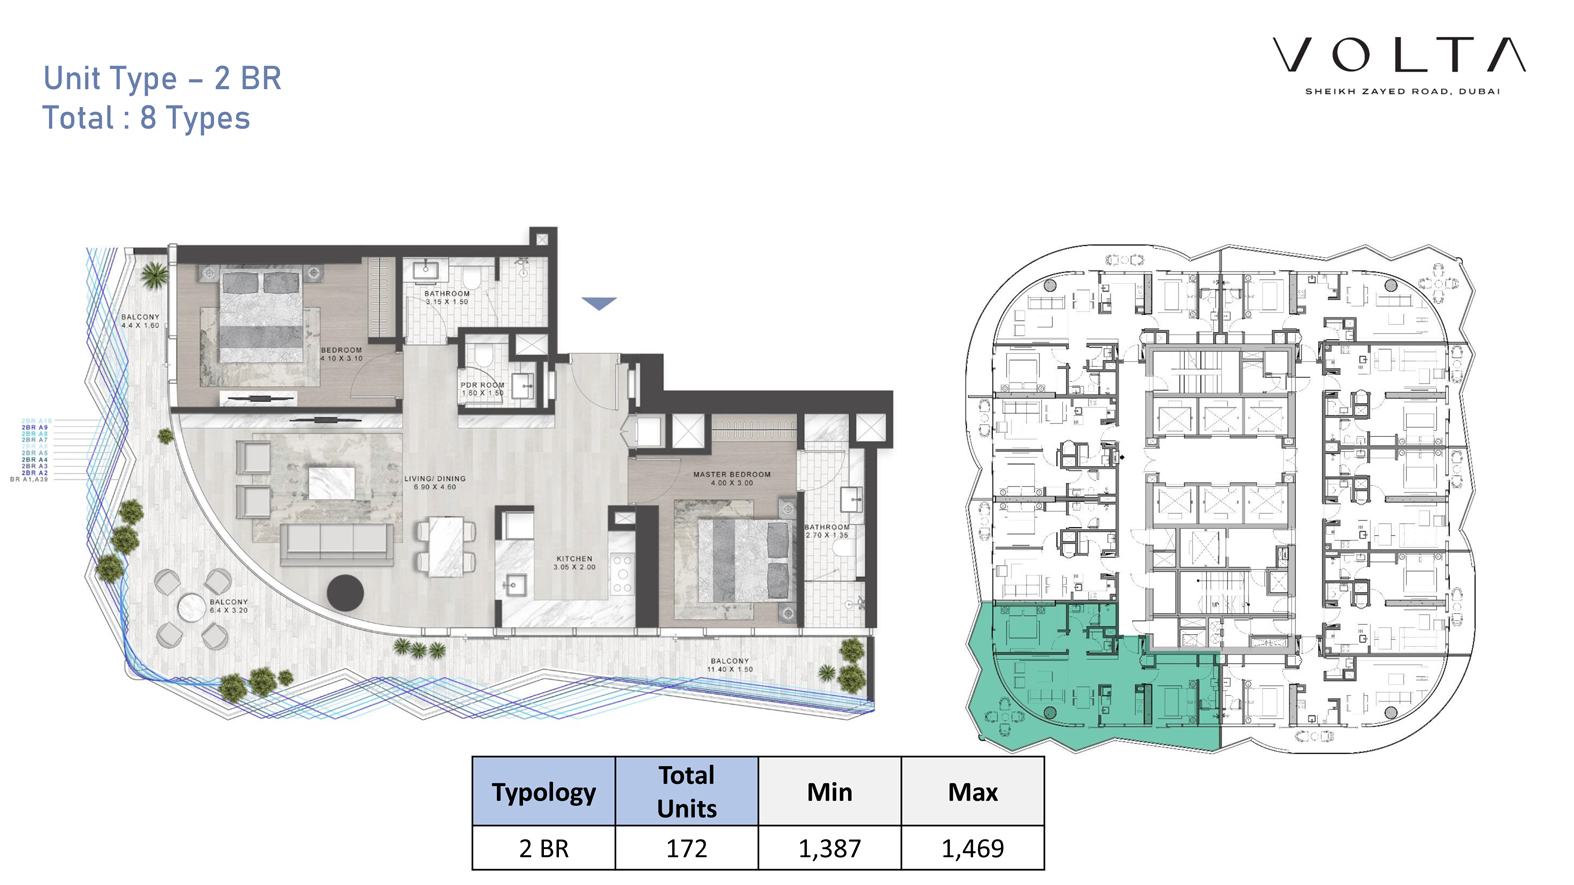 Unit Type – 2 BR
Total : 8 Types
VOLTA
SHEIKH ZAYED ROAD, DUBAI
BALCONY
4.4 X 1.60
BEDROOM
4.10 X 3.10
BATHROOM
3.15 X 1.50
PDR ROOM
1.60 X 1.50
2BR A10
2BR A9
2BR A8
2BR A7
2BR A5
2BR A4
2BR A3
2BR A2
BR A1,A39
LIVING/ DINING
6.90 X 4.60
MASTER BEDROOM
4.00 X 3.00
BATHROOM
2.70 X 1.35
KITCHEN
3.05 X 2.00
BALCONY
6.4 X 3.20
BALCONY
11.40 X 1.50
Typology Total Units Min Max
2 BR 172 1,387 1,469